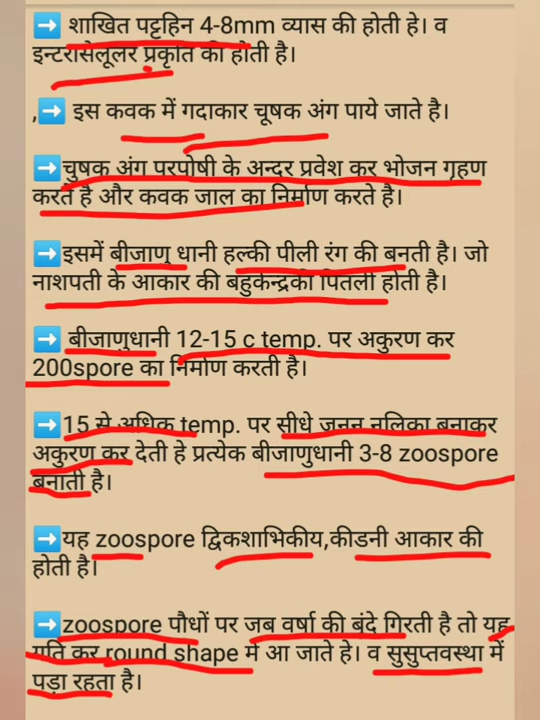 ➡️ शाखित पट्टहिन 4-8mm व्यास की होती हे। व
इन्टरासेलूलर प्रकृति की होती है।
,➡️ इस कवक में गदाकार चूषक अंग पाये जाते है।
➡️चुषक अंग परपोषी के अन्दर प्रवेश कर भोजन गृहण
करते है और कवक जाल का निर्माण करते है।
➡️इसमें बीजाणु धानी हल्की पीली रंग की बनती है। जो
नाशपती के आकार की बहुकेन्द्रकी पितली होती है।
➡️ बीजाणुधानी 12-15 c temp. पर अकुरण कर
200spore का निर्माण करती है।
➡️15 से अधिक temp. पर सीधे जनन नलिका बनाकर
अकुरण कर देती हे प्रत्येक बीजाणुधानी 3-8 zoospore
बनाती है।
➡️यह zoospore द्विकशाभिकीय,कीडनी आकार की
होती है।
➡️zoospore पौधों पर जब वर्षा की बंदे गिरती है तो यह
गति कर round shape में आ जाते हे। व सुसुप्तवस्था में
पड़ा रहता है।